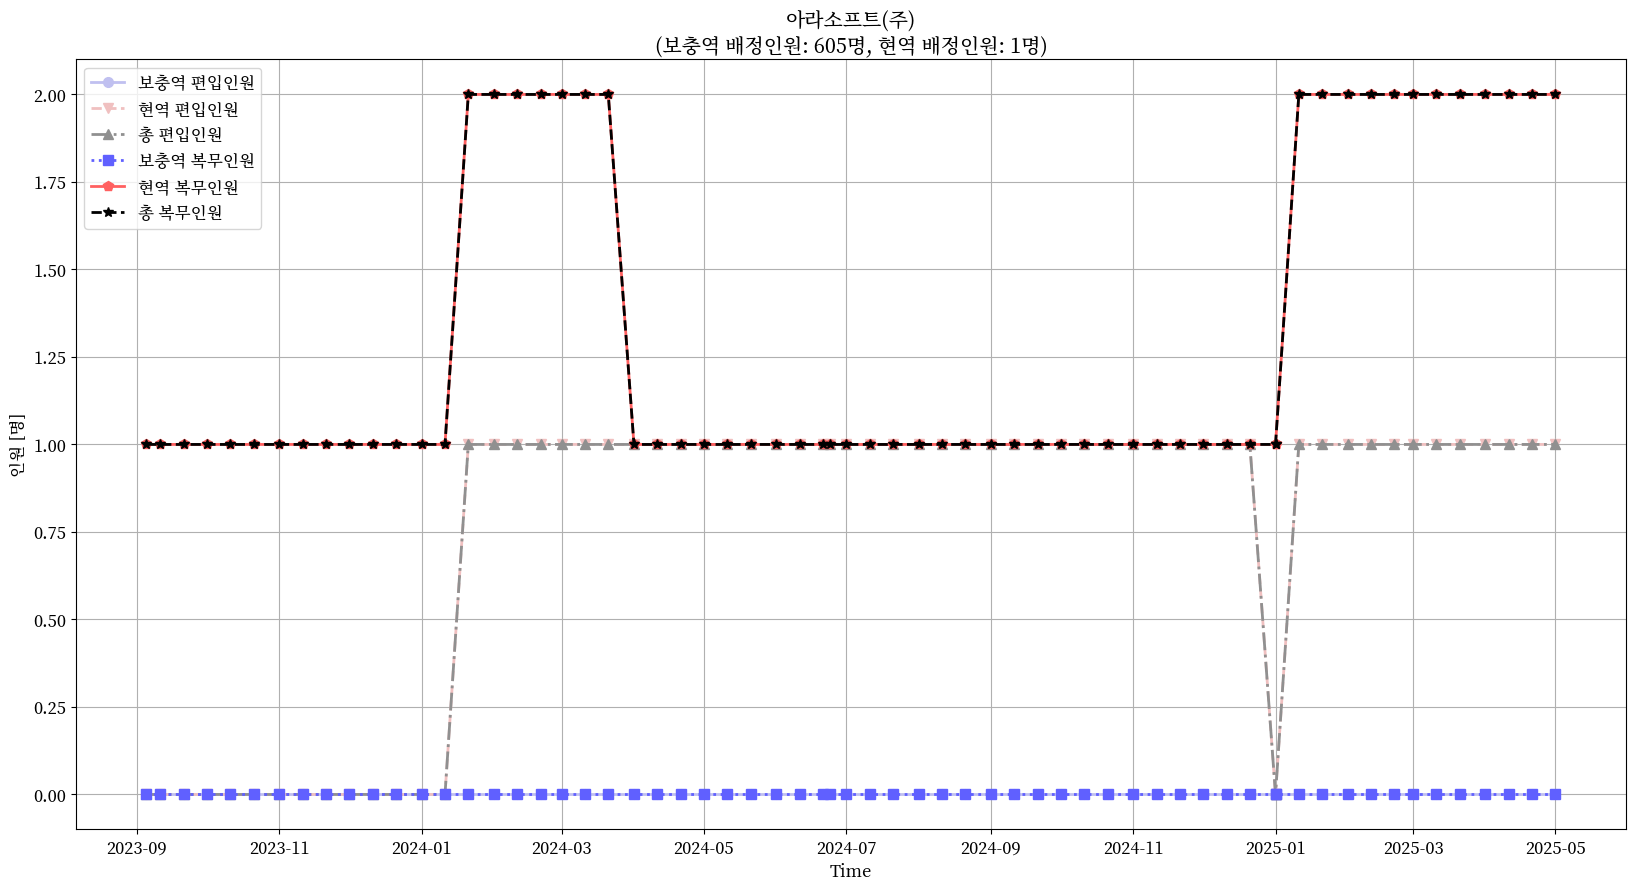 아라소프트(주)
(보충역 배정인원: 605명, 현역 배정인원: 1명)
보충역 편입인원
현역 편입인원
총 편입인원
보충역 복무인원
현역 복무인원
총 복무인원
2.00
1.75
1.50
1.25
1.00
0.75
0.50
0.25
0.00
인원 [명]
2023-09 2023-11 2024-01 2024-03 2024-05 2024-07 2024-09 2024-11 2025-01 2025-03 2025-05
Time